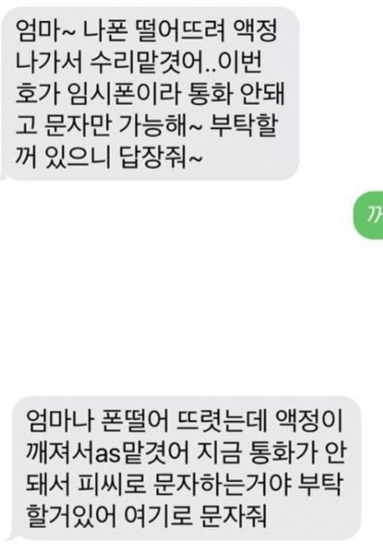 엄마~ 나폰 떨어뜨려 액정
나가서 수리맡겻어..이번
호가 임시폰이라 통화 안돼
고 문자만 가능해~ 부탁할
꺼 있으니 답장줘~
엄마나 폰떨어 뜨렷는데 액정이
깨져서as맡겻어 지금 통화가 안
돼서 피씨로 문자하는거야 부탁
할거있어 여기로 문자줘